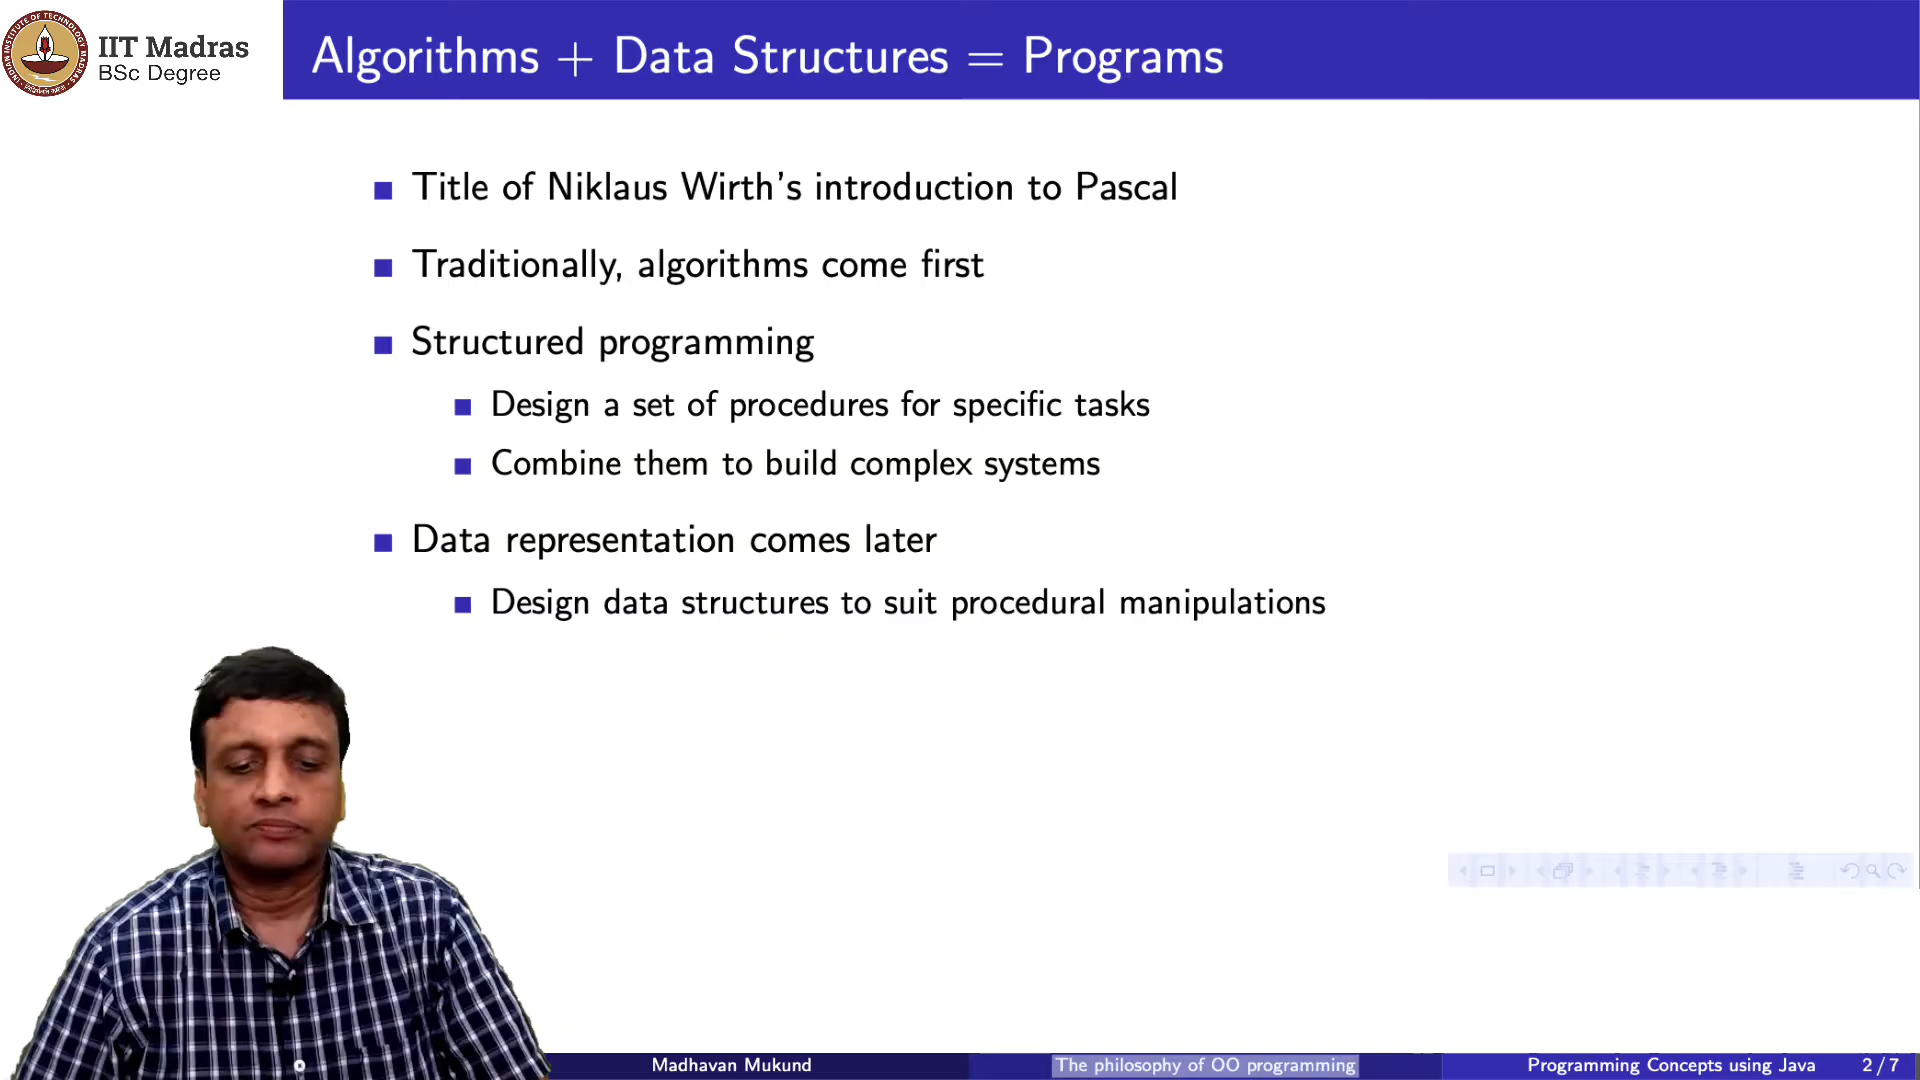 IIT Madras
BSc Degree
Algorithms + Data Structures = Programs
Title of Niklaus Wirth's introduction to Pascal
Traditionally, algorithms come first
Structured programming
Design a set of procedures for specific tasks
Combine them to build complex systems
Data representation comes later
Design data structures to suit procedural manipulations
Madhavan Mukund
The philosophy of OO programming
Programming Concepts using Java
2 / 7